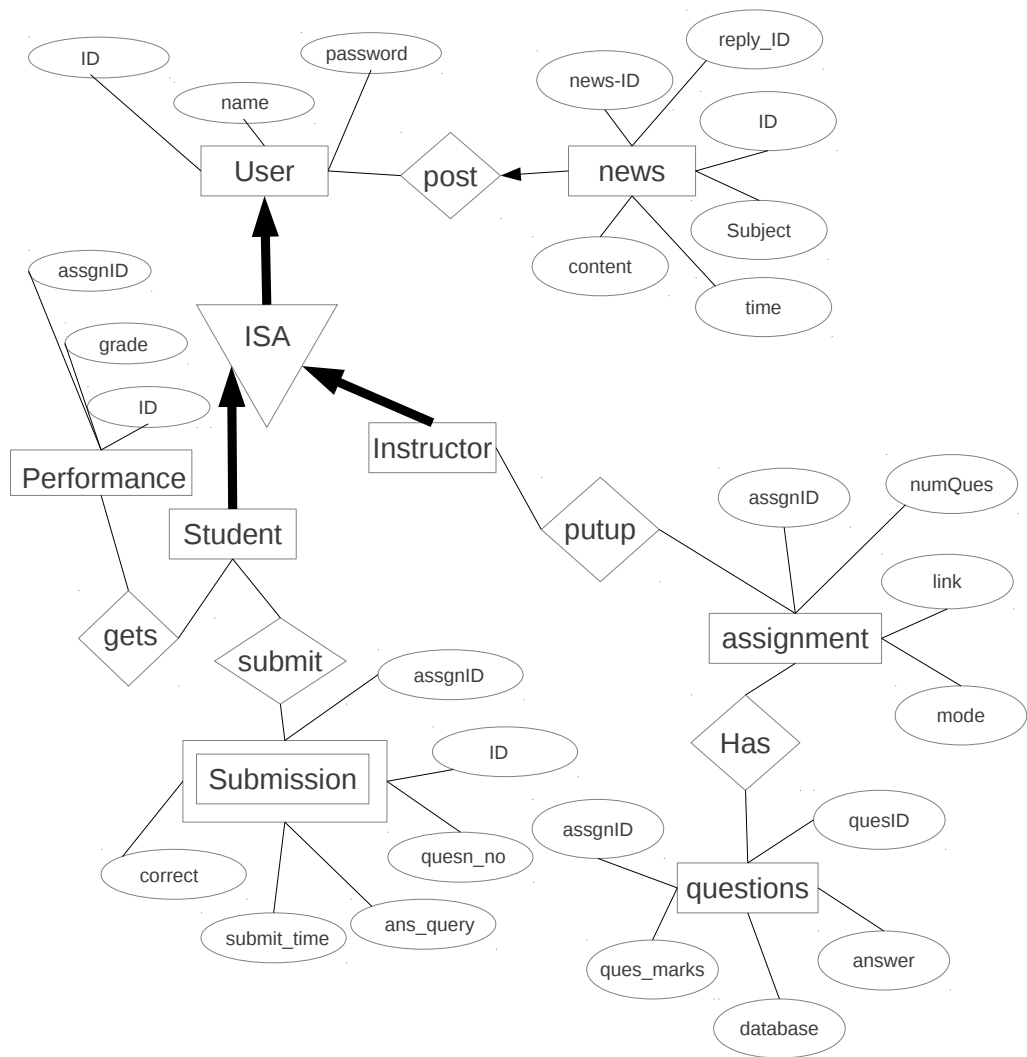 reply_ID
ID
password
news-ID
name
ID
User
post
news
Subject
content
assgnID
time
ISA
grade
ID
Instructor
Performance
numQues
assgnID
Student
putup
link
gets
assignment
submit
assgnID
mode
Has
ID
Submission
quesID
assgnID
quesn_no
correct
questions
ans_query
submit_time
answer
ques_marks
database